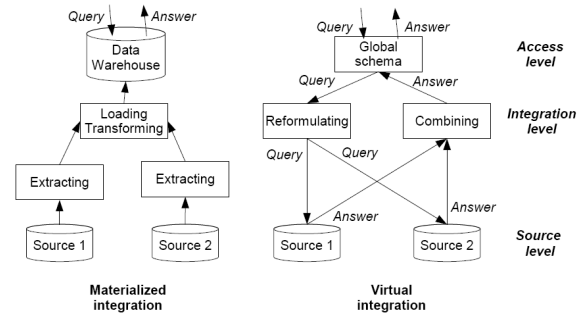 Query
Answer
Data
Warehouse
Loading
Transforming
Extracting
Extracting
Source 1
Source 2
Materialized
integration
Query
Answer
Global
schema
Query
Answer
Reformulating
Combining
Query
Query
Answer
Answer
Source 1
Source 2
Virtual
integration
Access
level
Integration
level
Source
level